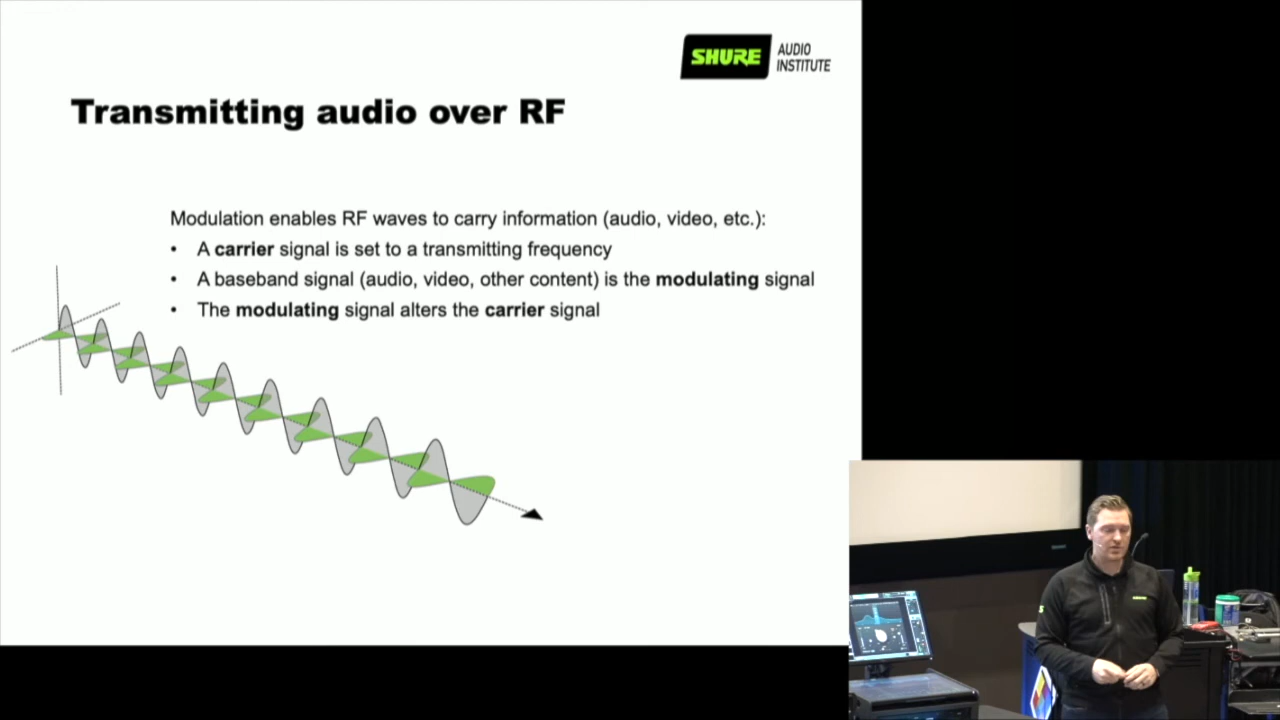 SHURE AUDIO
INSTITUTE
Transmitting audio over RF
Modulation enables RF waves to carry information (audio, video, etc.):
• A carrier signal is set to a transmitting frequency
• A baseband signal (audio, video, other content) is the modulating signal
• The modulating signal alters the carrier signal